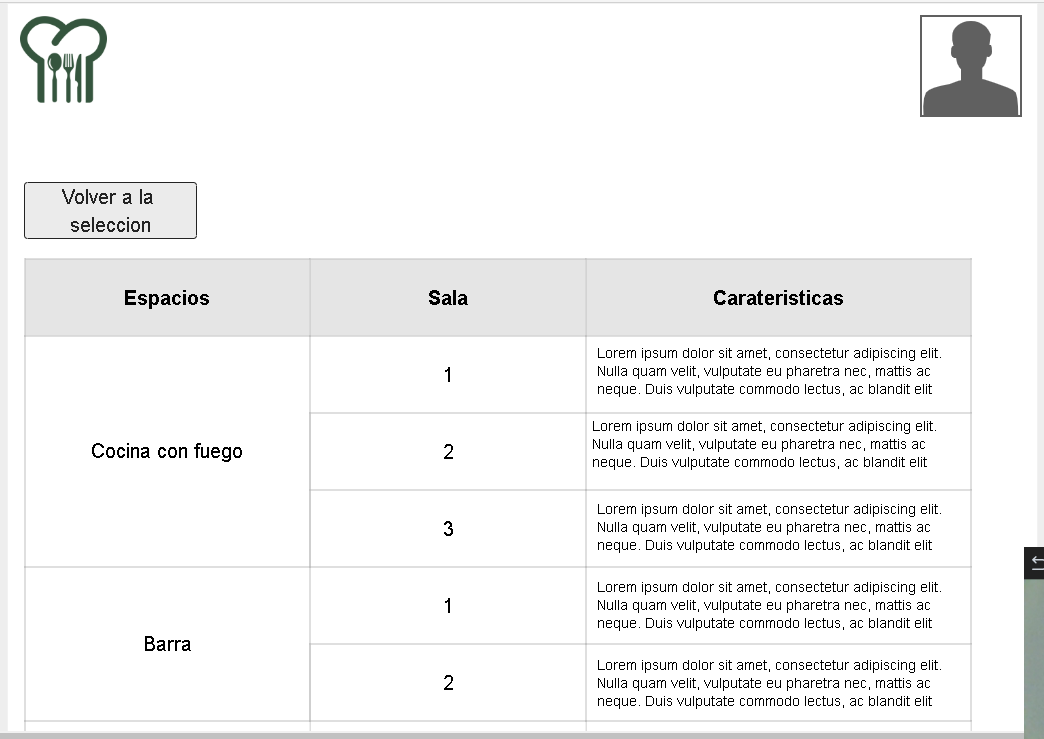 Volver a la
seleccion
Espacios
Sala
Carateristicas
Cocina con fuego
1
Lorem ipsum dolor sit amet, consectetur adipiscing elit.
Nulla quam velit, vulputate eu pharetra nec, mattis ac
neque. Duis vulputate commodo lectus, ac blandit elit
2
Lorem ipsum dolor sit amet, consectetur adipiscing elit.
Nulla quam velit, vulputate eu pharetra nec, mattis ac
neque. Duis vulputate commodo lectus, ac blandit elit
3
Lorem ipsum dolor sit amet, consectetur adipiscing elit.
Nulla quam velit, vulputate eu pharetra nec, mattis ac
neque. Duis vulputate commodo lectus, ac blandit elit
Barra
1
Lorem ipsum dolor sit amet, consectetur adipiscing elit.
Nulla quam velit, vulputate eu pharetra nec, mattis ac
neque. Duis vulputate commodo lectus, ac blandit elit
2
Lorem ipsum dolor sit amet, consectetur adipiscing elit.
Nulla quam velit, vulputate eu pharetra nec, mattis ac
neque. Duis vulputate commodo lectus, ac blandit elit